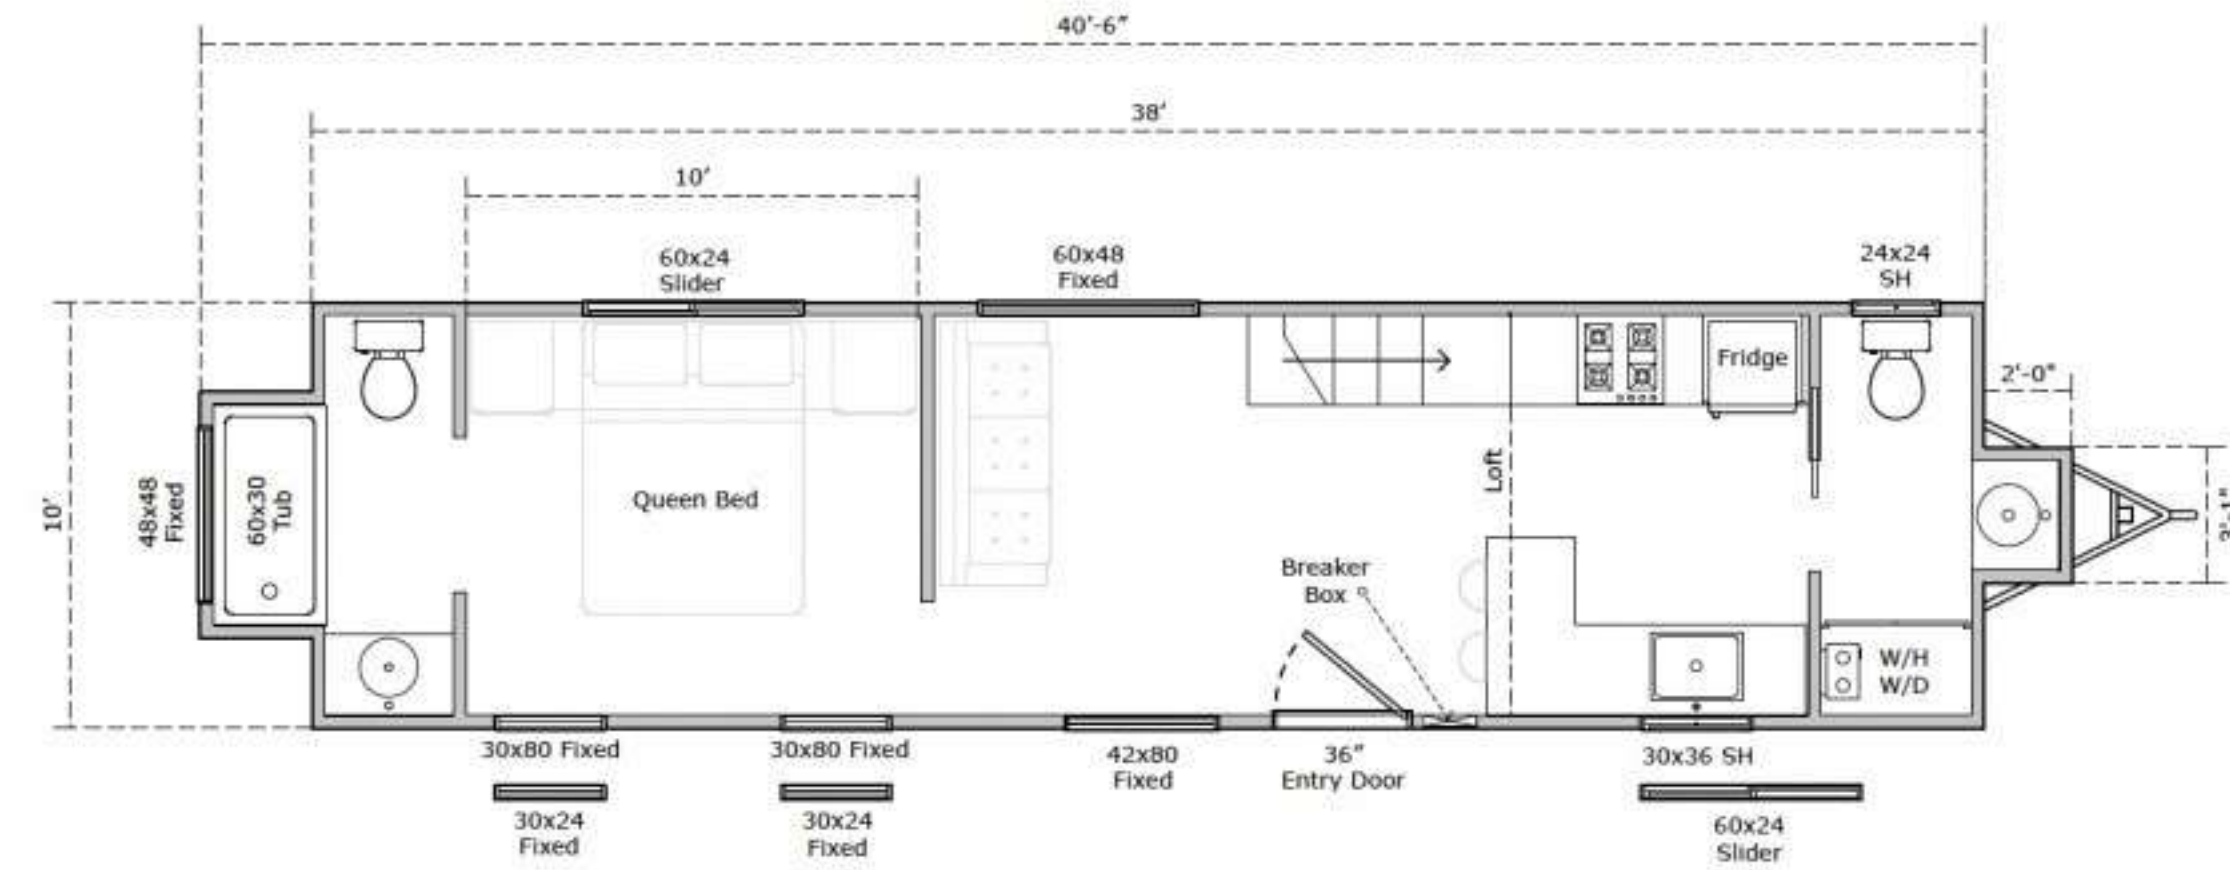 40'-6"
38'
10'
60x24
Slider
60x48
Fixed
24x24
SH
Fridge
2'-0"
10'
48x48
Fixed
60x30
Tub
Queen Bed
Loft
Breaker
Box
W/H
W/D
30x80 Fixed
30x80 Fixed
42x80
Fixed
36"
Entry Door
30x36 SH
30x24
Fixed
30x24
Fixed
60x24
Slider